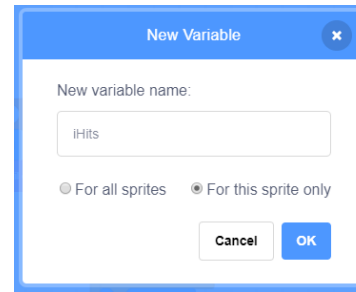 New Variable
New variable name:
iHits
For all sprites For this sprite only
Cancel OK